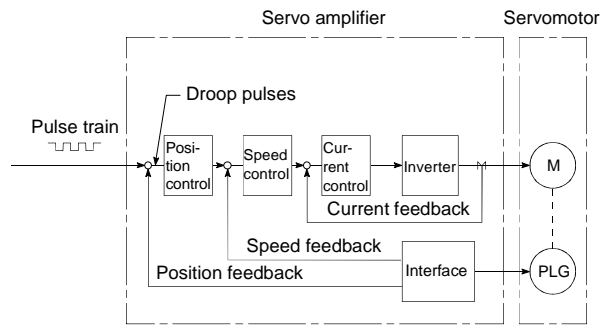 Servo amplifier
Servomotor
Droop pulses
Pulse train
Posi-
tion
control
Speed
control
Cur-
rent
control
Inverter
M
Current feedback
Speed feedback
Position feedback
Interface
PLG